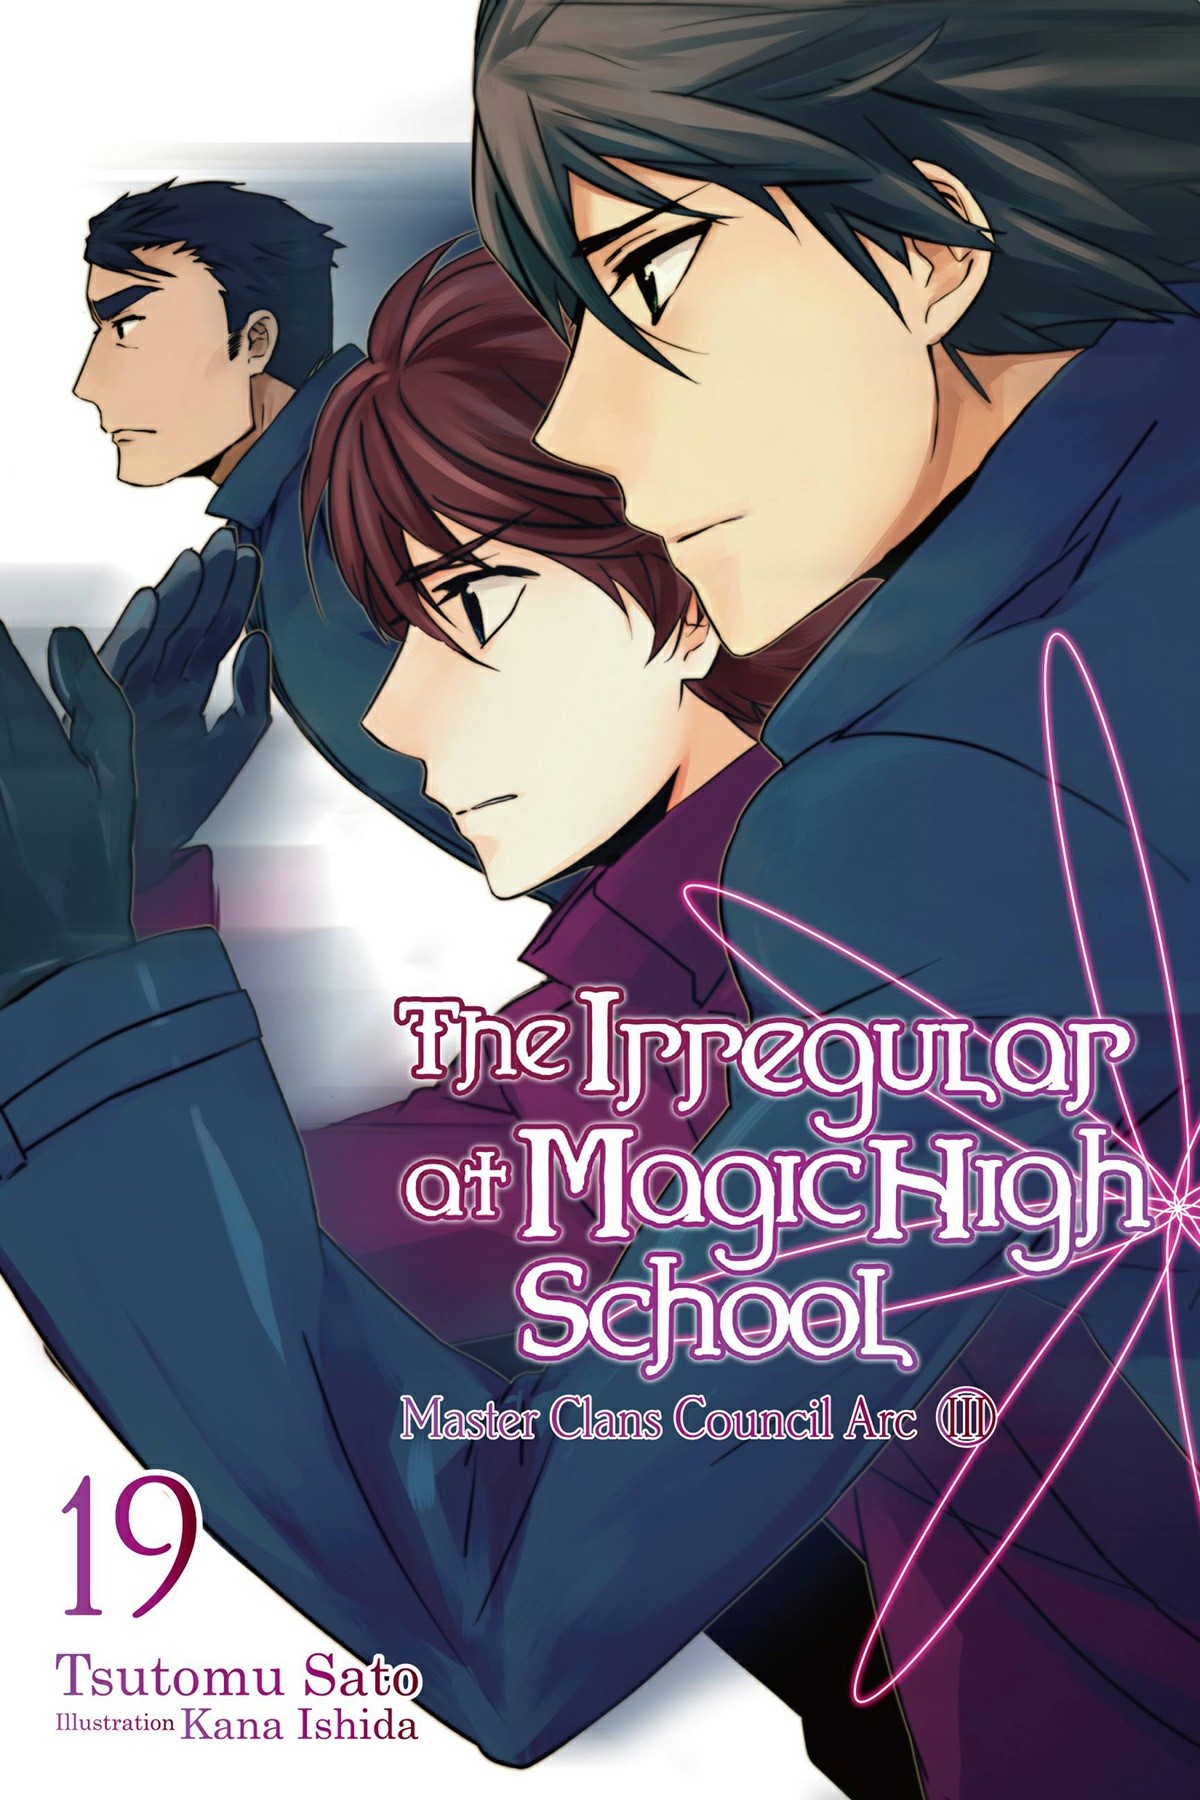 The Irregular
at Magic High
School
Master Clans Council Arc III
19
Tsutomu Sato
Illustration Kana Ishida